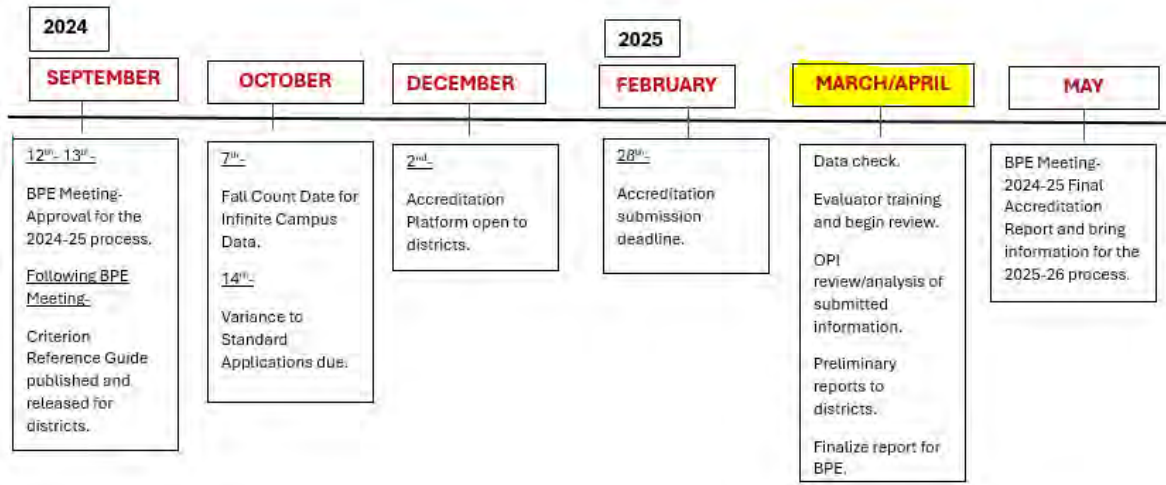 2024
2025
SEPTEMBER
OCTOBER
DECEMBER
FEBRUARY
MARCH/APRIL
MAY
12th- 13th-
BPE Meeting-
Approval for the
2024-25 process.
Following BPE
Meeting-
Criterion
Reference Guide
published and
released for
districts.
7th-
Fall Count Date for
Infinite Campus
Data.
14th-
Variance to
Standard
Applications due.
2nd-
Accreditation
Platform open to
districts.
28th-
Accreditation
submission
deadline.
Data check.
Evaluator training
and begin review.
OPI
review/analysis of
submitted
information.
Preliminary
reports to
districts.
Finalize report for
BPE.
BPE Meeting-
2024-25 Final
Accreditation
Report and bring
information for the
2025-26 process.